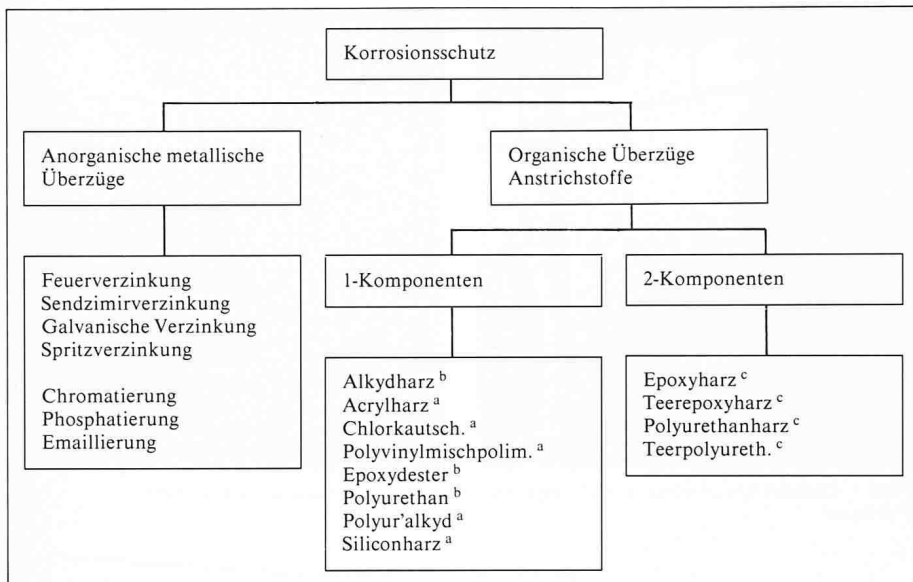 Korrosionsschutz
Anorganische metallische
Überzüge
Organische Überzüge
Anstrichstoffe
Feuerverzinkung
Sendzimirverzinkung
Galvanische Verzinkung
Spritzverzinkung
Chromatierung
Phosphatierung
Emaillierung
1-Komponenten
2-Komponenten
Alkydharz b
Acrylharz a
Chlorkautsch. a
Polyvinylmischpolim. a
Epoxydester b
Polyurethan b
Polyur'alkyd a
Siliconharz a
Epoxyharz c
Teerepoxyharz c
Polyurethanharz c
Teerpolyureth. c